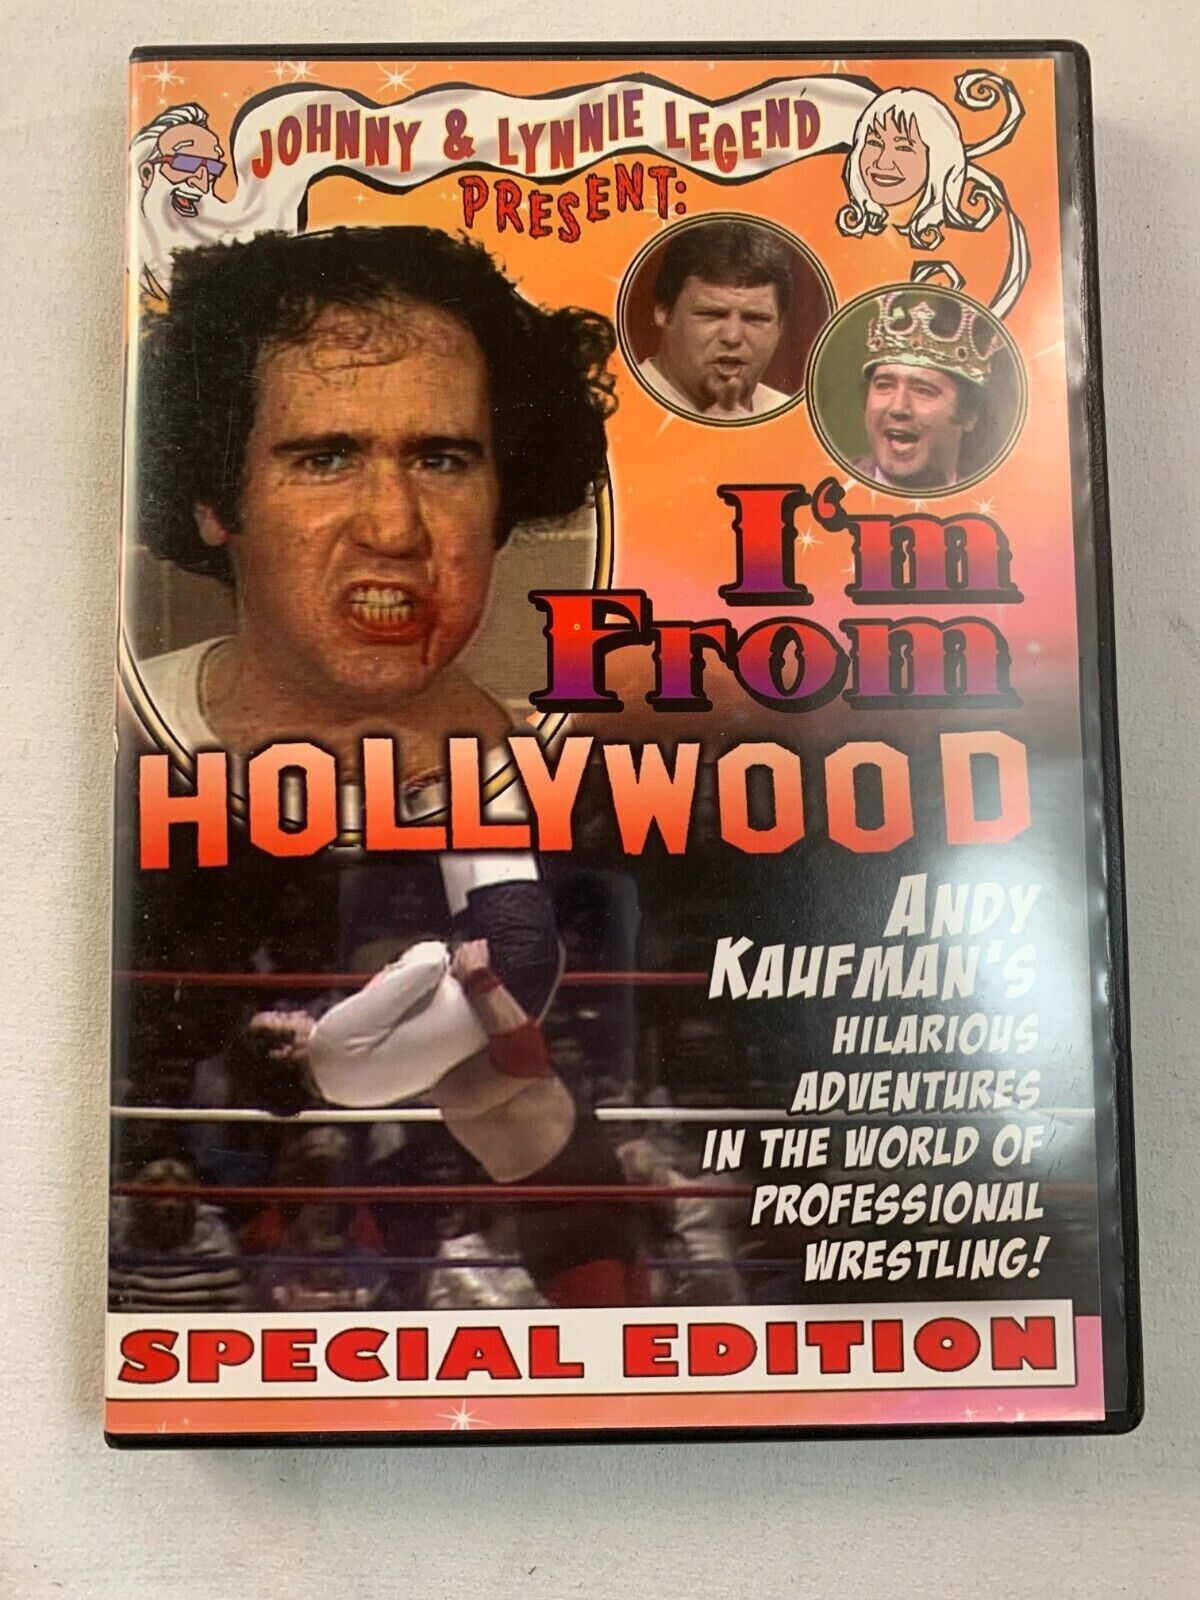 JOHNNY & LYNNIE LEGEND
PRESENT:
I'm
From
HOLLYWOOD
ANDY
KAUFMAN'S
HILARIOUS
ADVENTURES
IN THE WORLD OF
PROFESSIONAL
WRESTLING!
SPECIAL EDITION